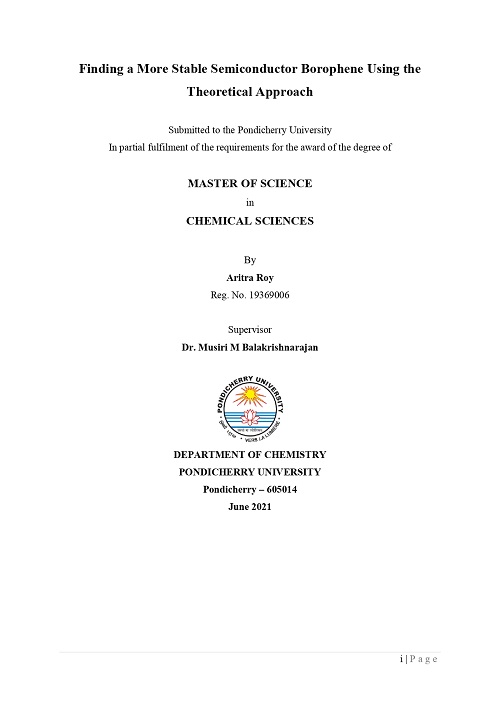 Finding a More Stable Semiconductor Borophene Using the
Theoretical Approach
Submitted to the Pondicherry University
In partial fulfilment of the requirements for the award of the degree of
MASTER OF SCIENCE
in
CHEMICAL SCIENCES
By
Aritra Roy
Reg. No. 19369006
Supervisor
Dr. Musiri M Balakrishnarajan
PONDICHERRY UNIVERSITY
VERS LA LUMIERE
DEPARTMENT OF CHEMISTRY
PONDICHERRY UNIVERSITY
Pondicherry – 605014
June 2021
i | P a g e